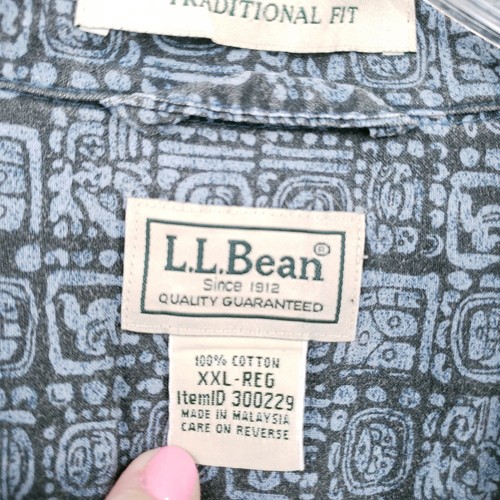 TRADITIONAL FIT
L.L.Bean®
Since 1912
QUALITY GUARANTEED
100% COTTON
XXL-REG
ItemID 300229
MADE IN MALAYSIA
CARE ON REVERSE